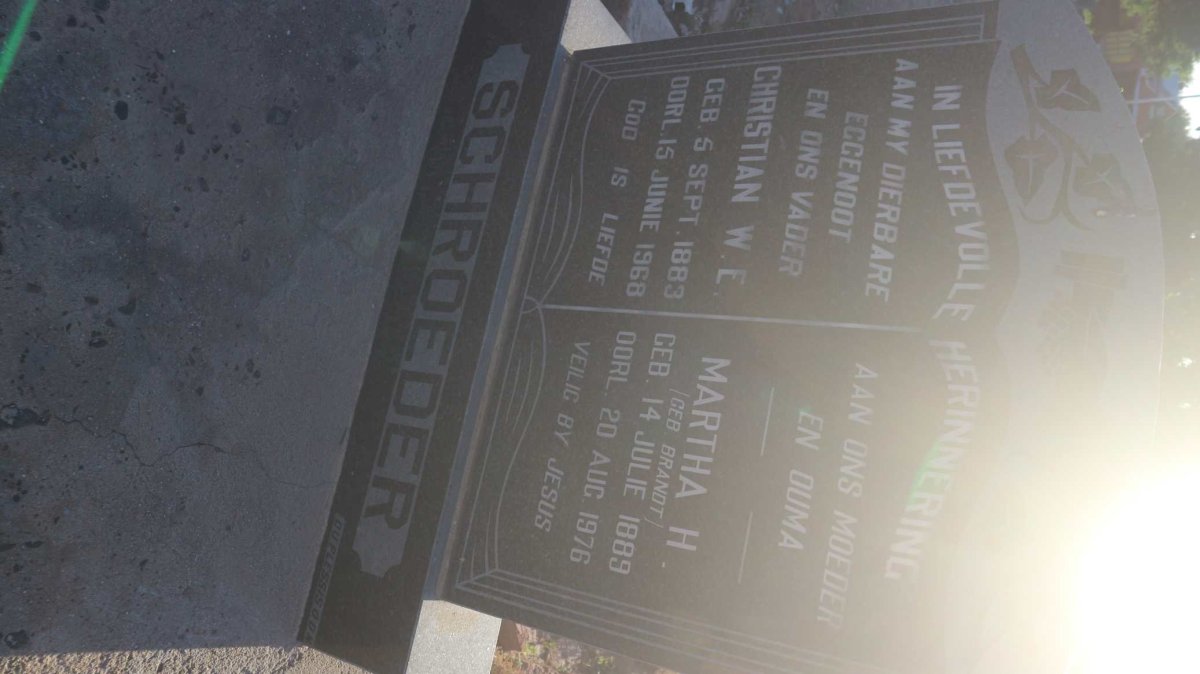 IN LIEFDEVOLLE HERINNERING
AAN MY DIERBARE
EGGENOOT
EN ONS VADER
CHRISTIAN W. E.
GEB. 5 SEPT. 1883
OORL. 15 JUNIE 1968
GOD IS LIEFDE
AAN ONS MOEDER
EN OUMA
MARTHA H.
(GEB BRANDT)
GEB. 14 JULIE 1889
OORL. 20 AUG 1976
VEILIG BY JESUS
SCHROEDER